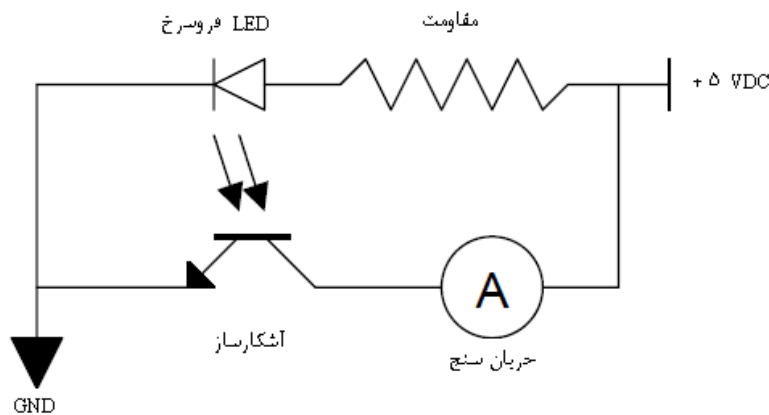 LED فروسرخ
مقاومت
+۵ VDC
A
آشکارساز
جریان سنج
GND